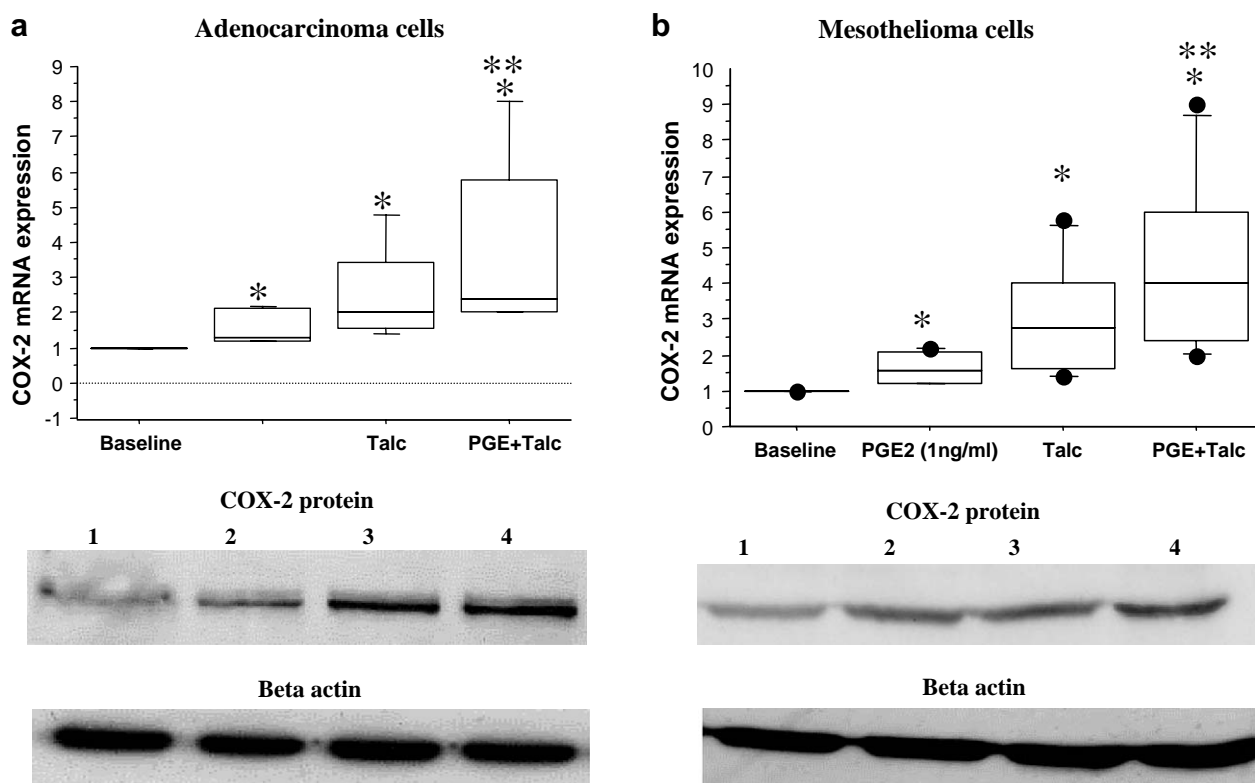 a
Adenocarcinoma cells
**
*
*
*
COX-2 mRNA expression
9
8
7
6
5
4
3
2
1
0
-1
Baseline
Talc
PGE+Talc
COX-2 protein
1 2 3 4
Beta actin
b
Mesothelioma cells
**
*
*
*
COX-2 mRNA expression
10
9
8
7
6
5
4
3
2
1
0
Baseline
PGE2 (1ng/ml)
Talc
PGE+Talc
COX-2 protein
1 2 3 4
Beta actin